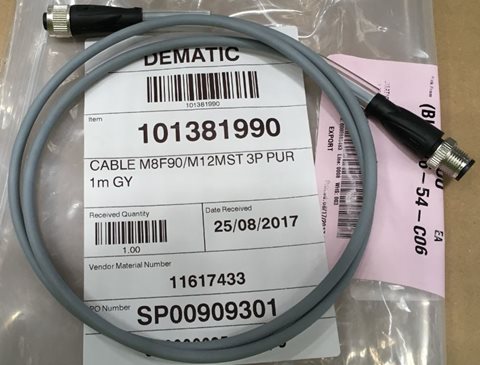 DEMATIC
101381990
Item
101381990
CABLE M8F90/M12MST 3P PUR
1m GY
Received Quantity
1.00
Date Received
25/08/2017
Vendor Material Number
11617433
PO Number
SP00909301
EA
-54-C06
EXPORT